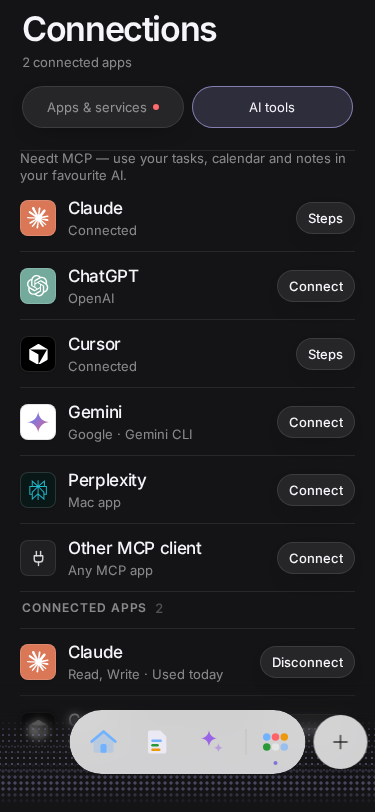 Connections
2 connected apps
Apps & services
AI tools
Needt MCP — use your tasks, calendar and notes in
your favourite AI.
Claude
Connected
Steps
ChatGPT
OpenAI
Connect
Cursor
Connected
Steps
Gemini
Google · Gemini CLI
Connect
Perplexity
Mac app
Connect
Other MCP client
Any MCP app
Connect
CONNECTED APPS 2
Claude
Read, Write · Used today
Disconnect